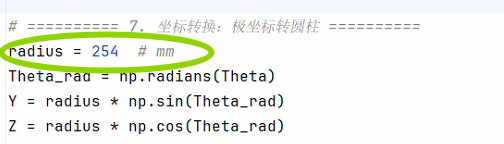 # ========== 7. 坐标转换：极坐标转圆柱 ==========
radius = 254  # mm
Theta_rad = np.radians(Theta)
Y = radius * np.sin(Theta_rad)
Z = radius * np.cos(Theta_rad)